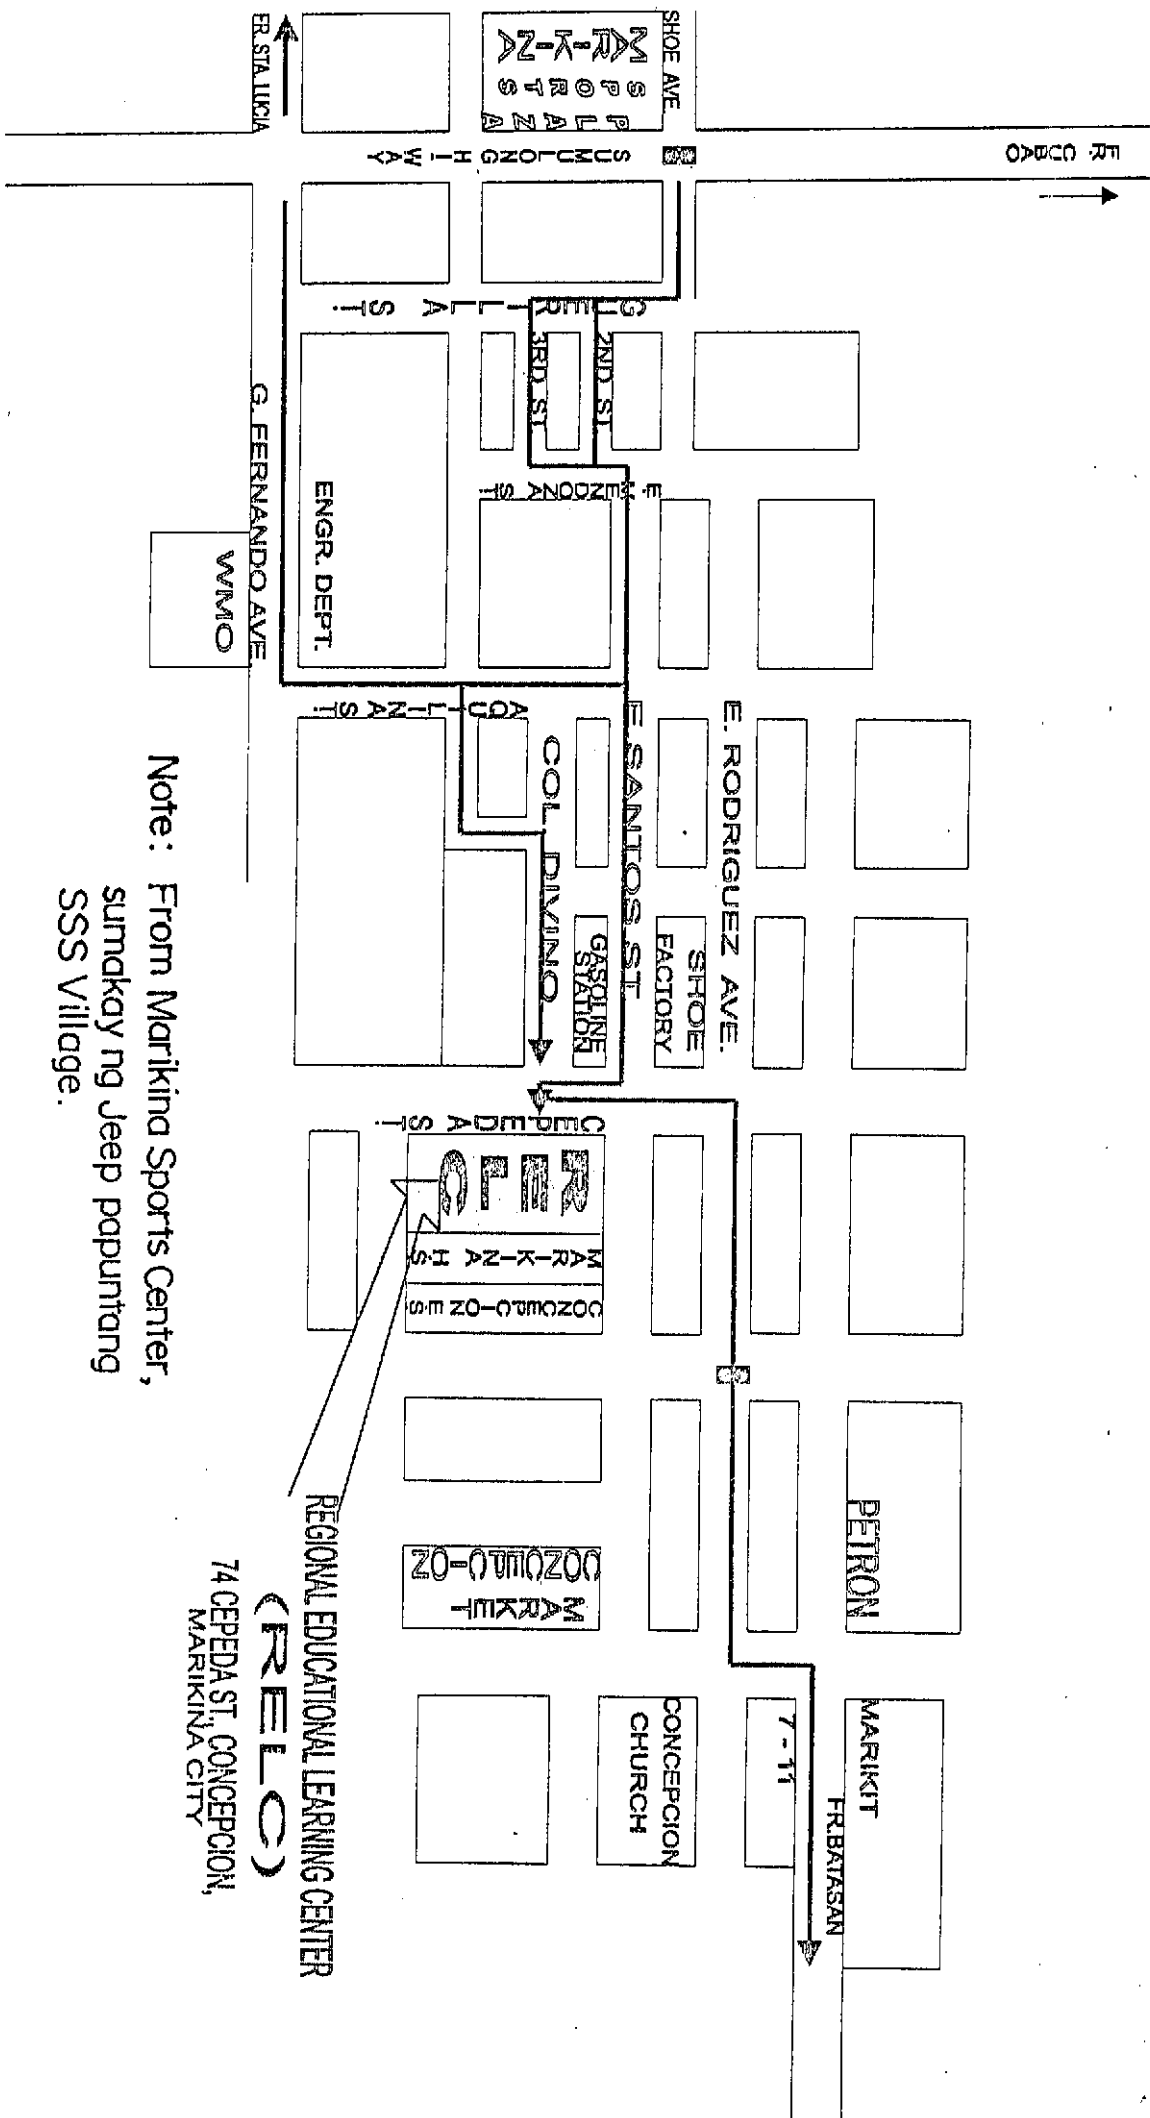 FR. CUBAO
SHOE AVE.
MARIKINA
SPORTS
PLAZA
SUMULONG HI-WAY
FR. STA. LUCIA
GUERILLA ST.
2ND ST.
3RD ST.
E. MENDOZA ST.
ENGR. DEPT.
G. FERNANDO AVE
WMO
AQUILINA ST.
COL. DIVINO
E SANTOS ST.
E. RODRIGUEZ AVE.
SHOE
FACTORY
GASOLINE
STATION
CEPEDA ST.
RELC
MARIKINA H.S
CONCEPCION E.S
PETRON
CONCEPCION
MARKET
MARIKIT
7 - 11
CONCEPCION
CHURCH
FR.BATASAN
REGIONAL EDUCATIONAL LEARNING CENTER
(RELC)
74 CEPEDA ST., CONCEPCION,
MARIKINA CITY
Note: From Marikina Sports Center,
sumakay ng Jeep papuntang
SSS Village.